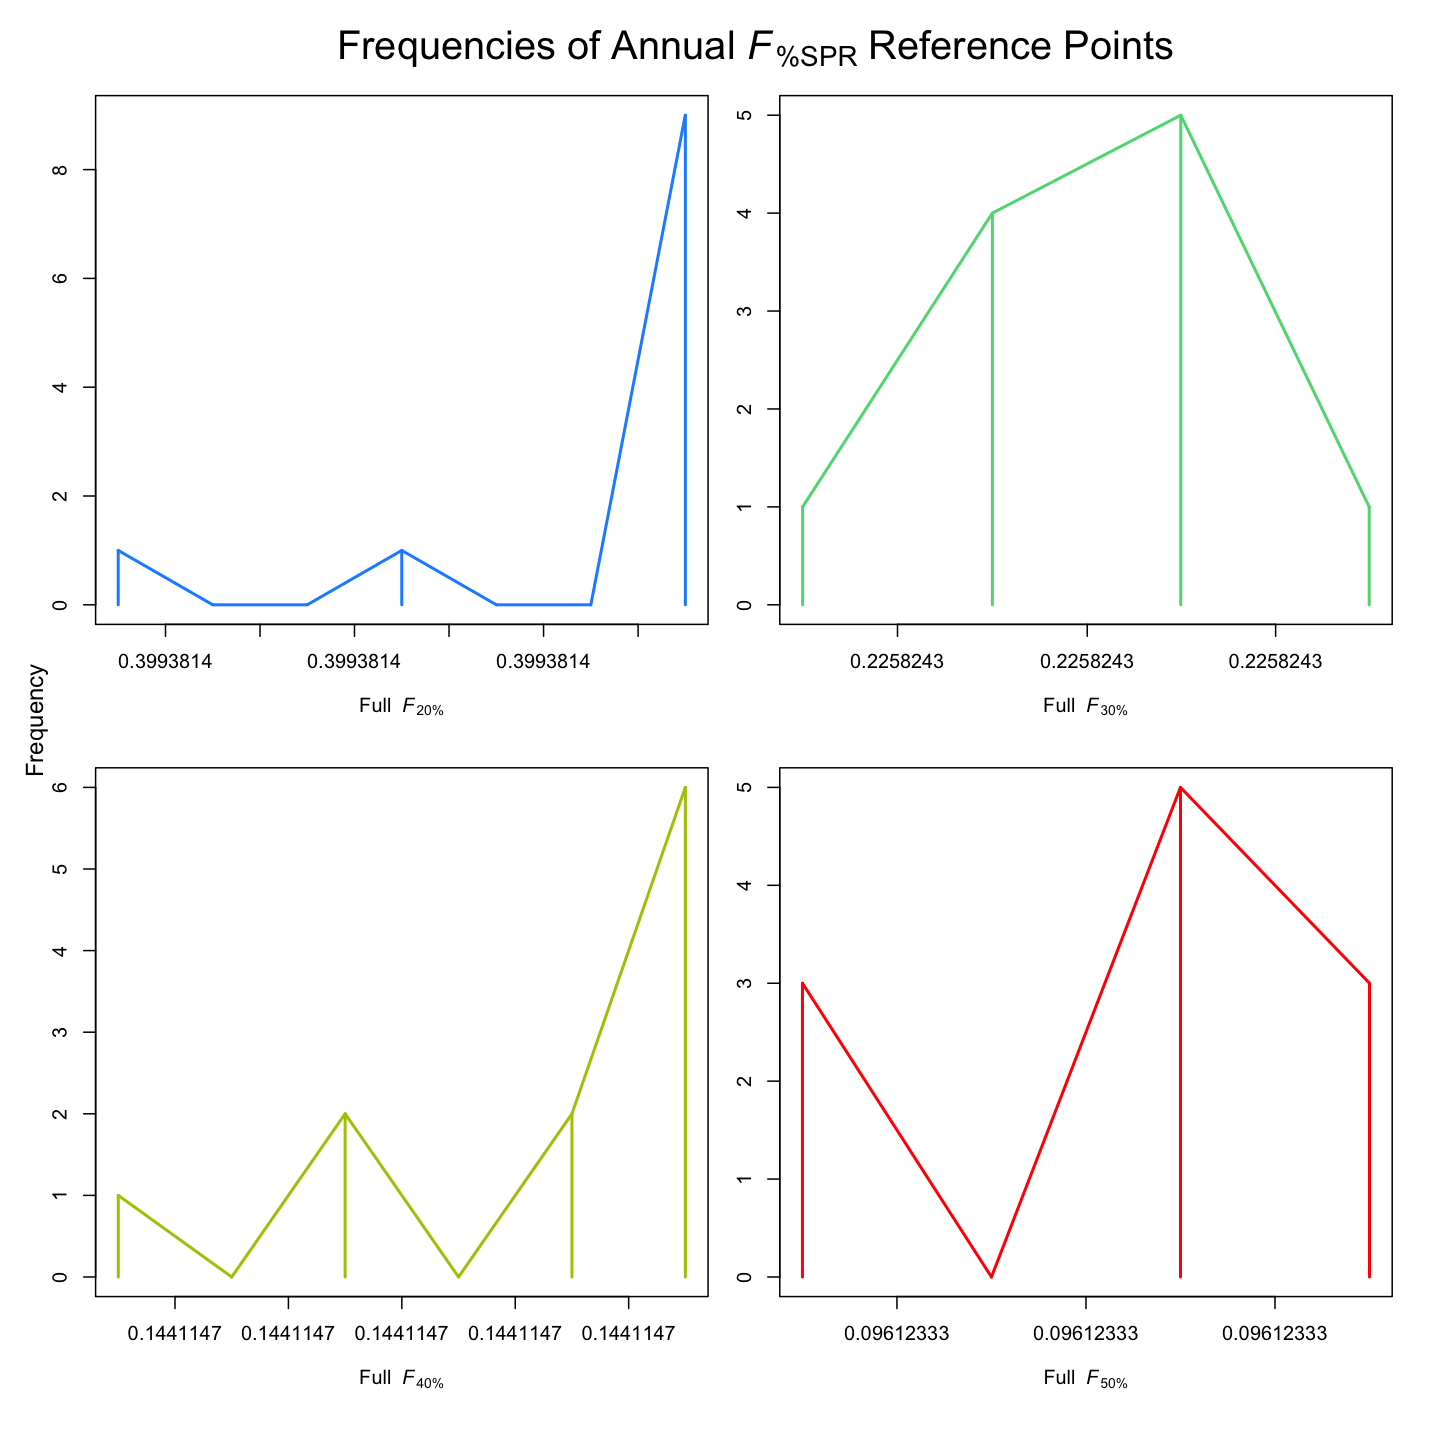 Frequencies of Annual F%SPR Reference Points
Frequency
8
6
4
2
0
0.3993814 0.3993814 0.3993814
Full F20%
5
4
3
2
1
0
0.2258243 0.2258243 0.2258243
Full F30%
6
5
4
3
2
1
0
0.1441147 0.1441147 0.1441147 0.1441147 0.1441147
Full F40%
5
4
3
2
1
0
0.09612333 0.09612333 0.09612333
Full F50%